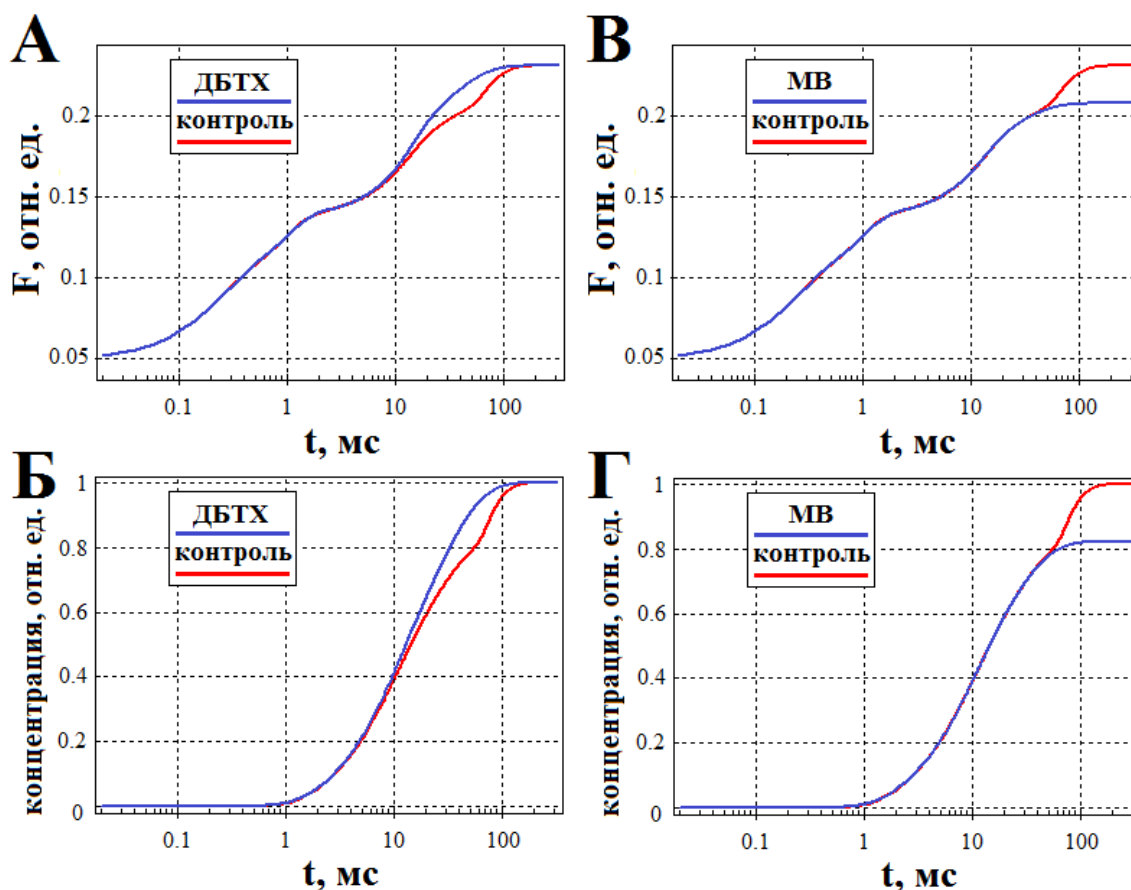 А
ДБТХ
контроль
F, отн. ед.
0.2
0.15
0.1
0.05
0.1
1
10
100
t, мс
В
МВ
контроль
F, отн. ед.
0.2
0.15
0.1
0.05
0.1
1
10
100
t, мс
Б
ДБТХ
контроль
концентрация, отн. ед.
1
0.8
0.6
0.4
0.2
0
0.1
1
10
100
t, мс
Г
МВ
контроль
концентрация, отн. ед.
1
0.8
0.6
0.4
0.2
0
0.1
1
10
100
t, мс